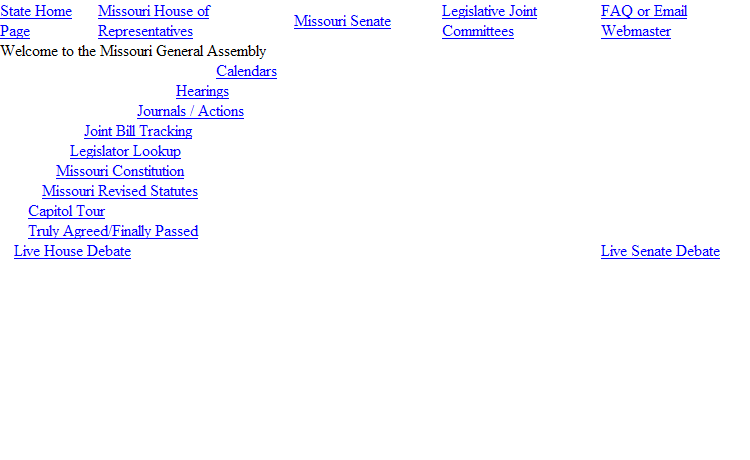 State Home Page
Missouri House of Representatives
Missouri Senate
Legislative Joint Committees
FAQ or Email Webmaster
Welcome to the Missouri General Assembly
Calendars
Hearings
Journals / Actions
Joint Bill Tracking
Legislator Lookup
Missouri Constitution
Missouri Revised Statutes
Capitol Tour
Truly Agreed/Finally Passed
Live House Debate
Live Senate Debate